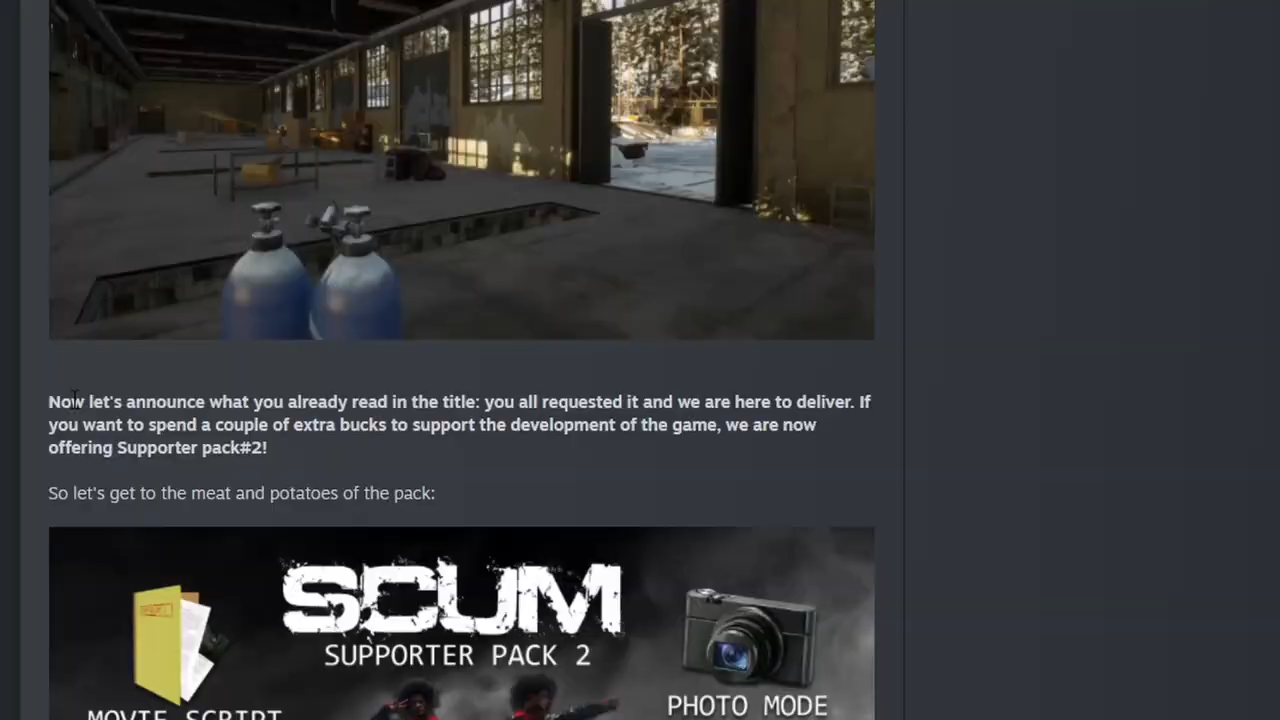 Now let's announce what you already read in the title: you all requested it and we are here to deliver. If
you want to spend a couple of extra bucks to support the development of the game, we are now
offering Supporter pack#2!
So let's get to the meat and potatoes of the pack:
SCUM
SUPPORTER PACK 2
PHOTO MODE
MOVIE SCRIPT